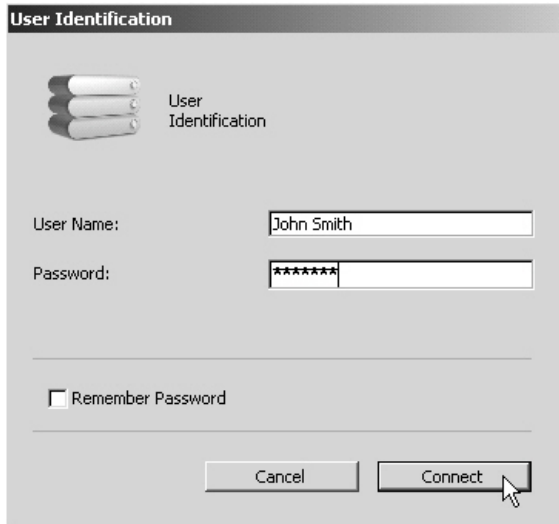 User Identification
User
Identification
User Name: John Smith
Password: *******
Remember Password
Cancel Connect